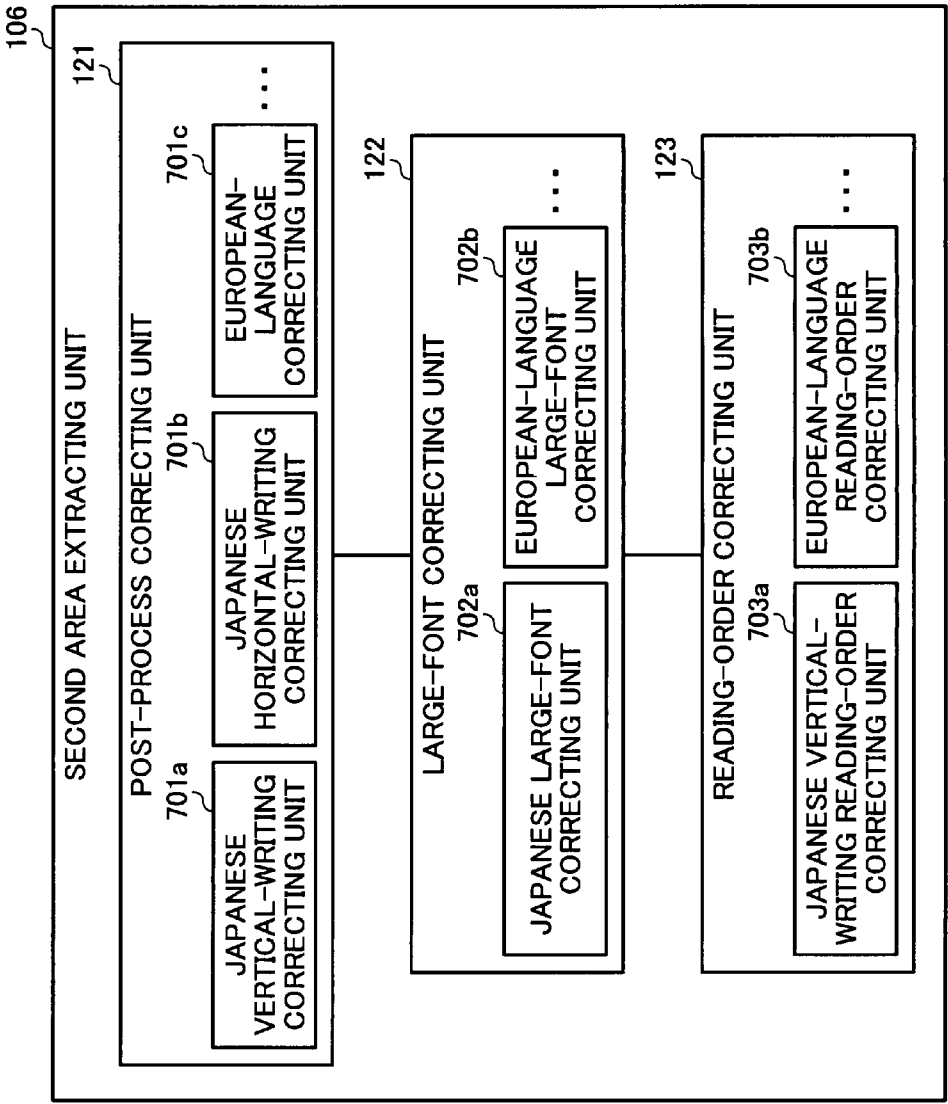 106
SECOND AREA EXTRACTING UNIT
121
POST-PROCESS CORRECTING UNIT
701a
JAPANESE
VERTICAL-WRITING
CORRECTING UNIT
701b
JAPANESE
HORIZONTAL-WRITING
CORRECTING UNIT
701c
EUROPEAN-
LANGUAGE
CORRECTING UNIT
...
122
LARGE-FONT CORRECTING UNIT
702a
JAPANESE LARGE-FONT
CORRECTING UNIT
702b
EUROPEAN-LANGUAGE
LARGE-FONT
CORRECTING UNIT
...
123
READING-ORDER CORRECTING UNIT
703a
JAPANESE VERTICAL-
WRITING READING-ORDER
CORRECTING UNIT
703b
EUROPEAN-LANGUAGE
READING-ORDER
CORRECTING UNIT
...